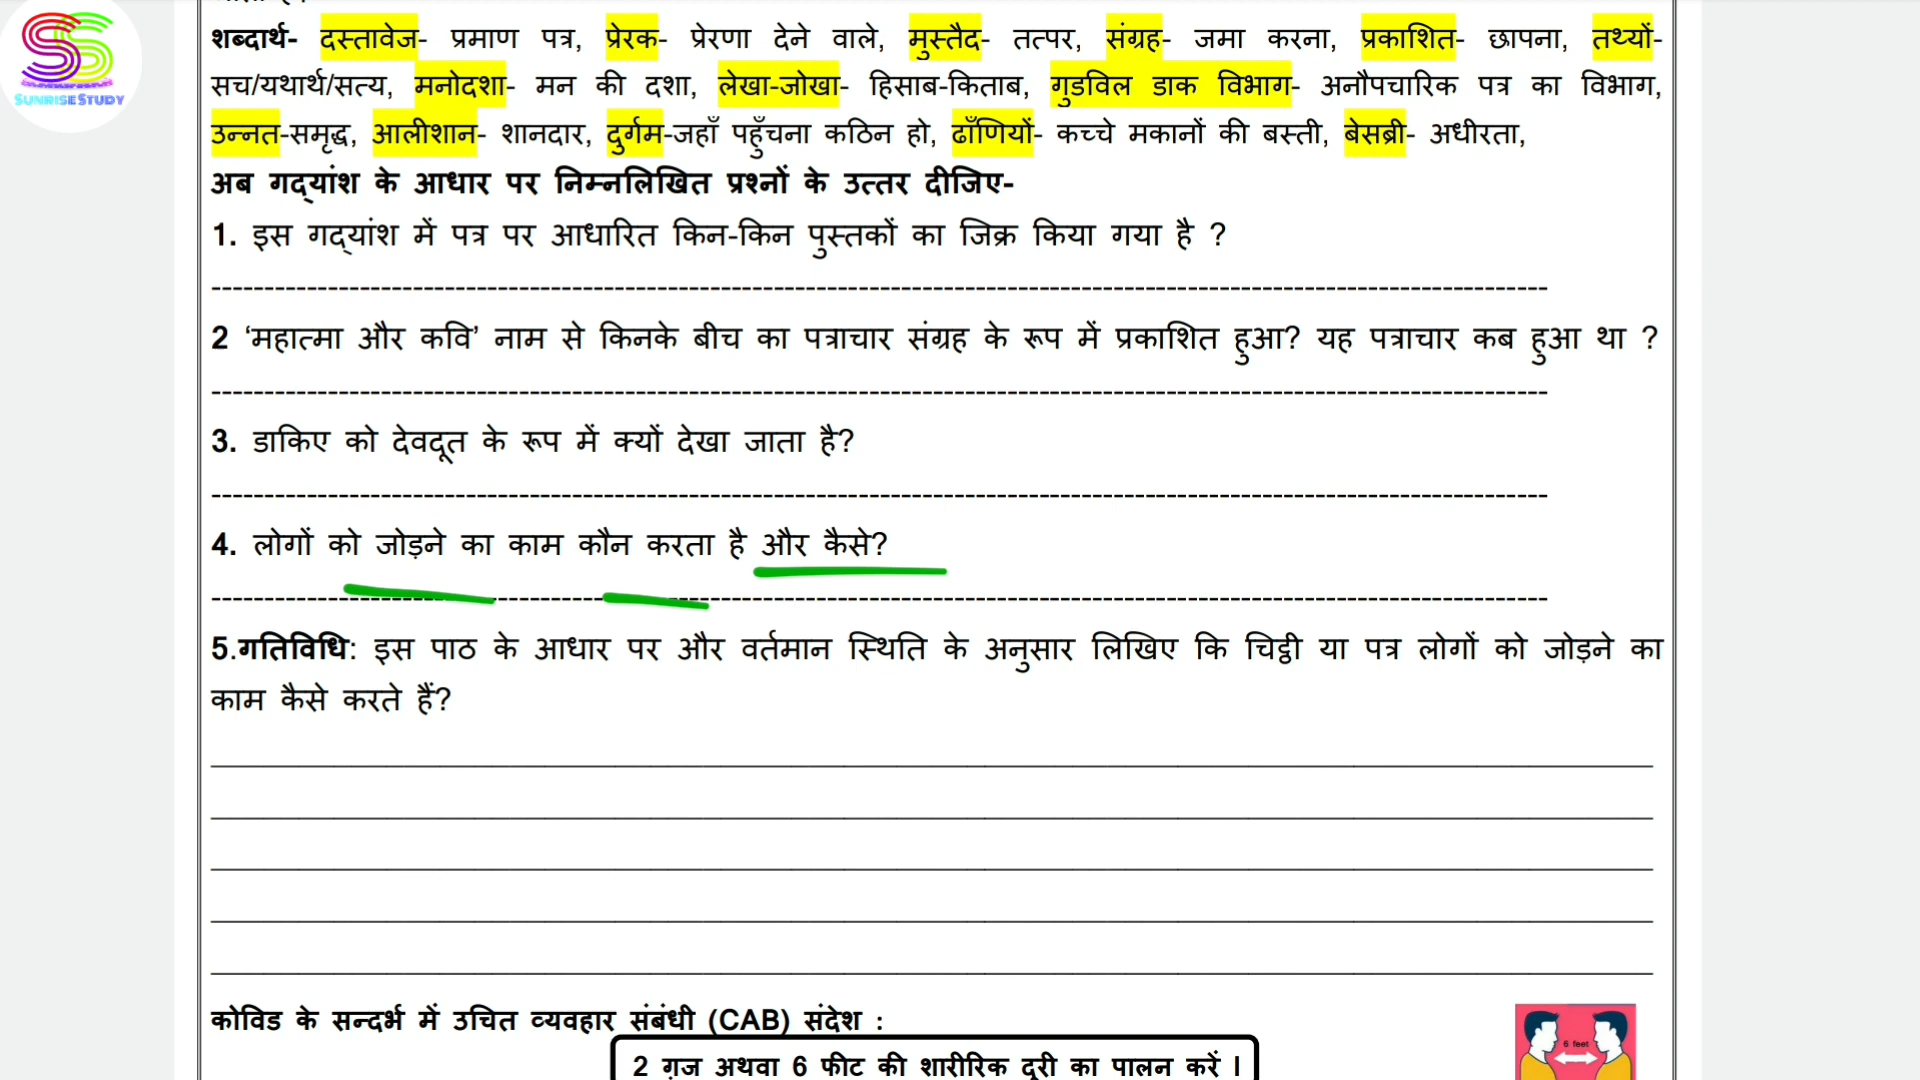 SUNRISESTUDY
शब्दार्थ- दस्तावेज- प्रमाण पत्र, प्रेरक- प्रेरणा देने वाले, मुस्तैद- तत्पर, संग्रह- जमा करना, प्रकाशित- छापना, तथ्यों-
सच/यथार्थ/सत्य, मनोदशा- मन की दशा, लेखा-जोखा- हिसाब-किताब, गुडविल डाक विभाग- अनौपचारिक पत्र का विभाग,
उन्नत-समृद्ध, आलीशान- शानदार, दुर्गम-जहाँ पहुँचना कठिन हो, ढाँणियों- कच्चे मकानों की बस्ती, बेसब्री- अधीरता,
अब गद्यांश के आधार पर निम्नलिखित प्रश्नों के उत्तर दीजिए-
1. इस गद्यांश में पत्र पर आधारित किन-किन पुस्तकों का जिक्र किया गया है ?
2 ‘महात्मा और कवि’ नाम से किनके बीच का पत्राचार संग्रह के रूप में प्रकाशित हुआ? यह पत्राचार कब हुआ था ?
3. डाकिए को देवदूत के रूप में क्यों देखा जाता है?
4. लोगों को जोड़ने का काम कौन करता है और कैसे?
5.गतिविधि: इस पाठ के आधार पर और वर्तमान स्थिति के अनुसार लिखिए कि चिट्ठी या पत्र लोगों को जोड़ने का
काम कैसे करते हैं?
कोविड के सन्दर्भ में उचित व्यवहार संबंधी (CAB) संदेश :
6 feet
2 गज़ अथवा 6 फीट की शारीरिक दूरी का पालन करें ।